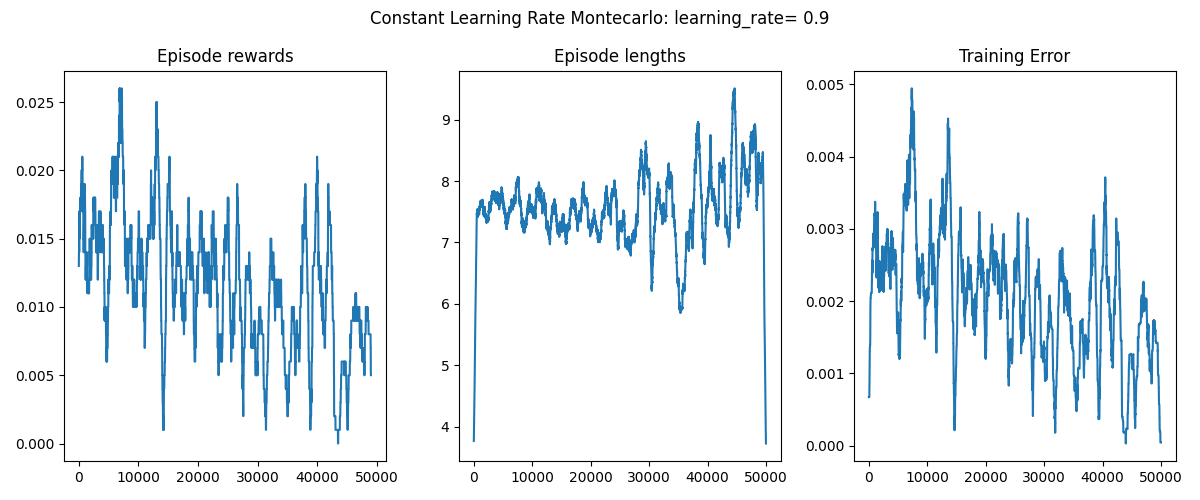 Constant Learning Rate Montecarlo: learning_rate= 0.9
Episode rewards
0.025
0.020
0.015
0.010
0.005
0.000
0 10000 20000 30000 40000 50000
Episode lengths
9
8
7
6
5
4
0 10000 20000 30000 40000 50000
Training Error
0.005
0.004
0.003
0.002
0.001
0.000
0 10000 20000 30000 40000 50000